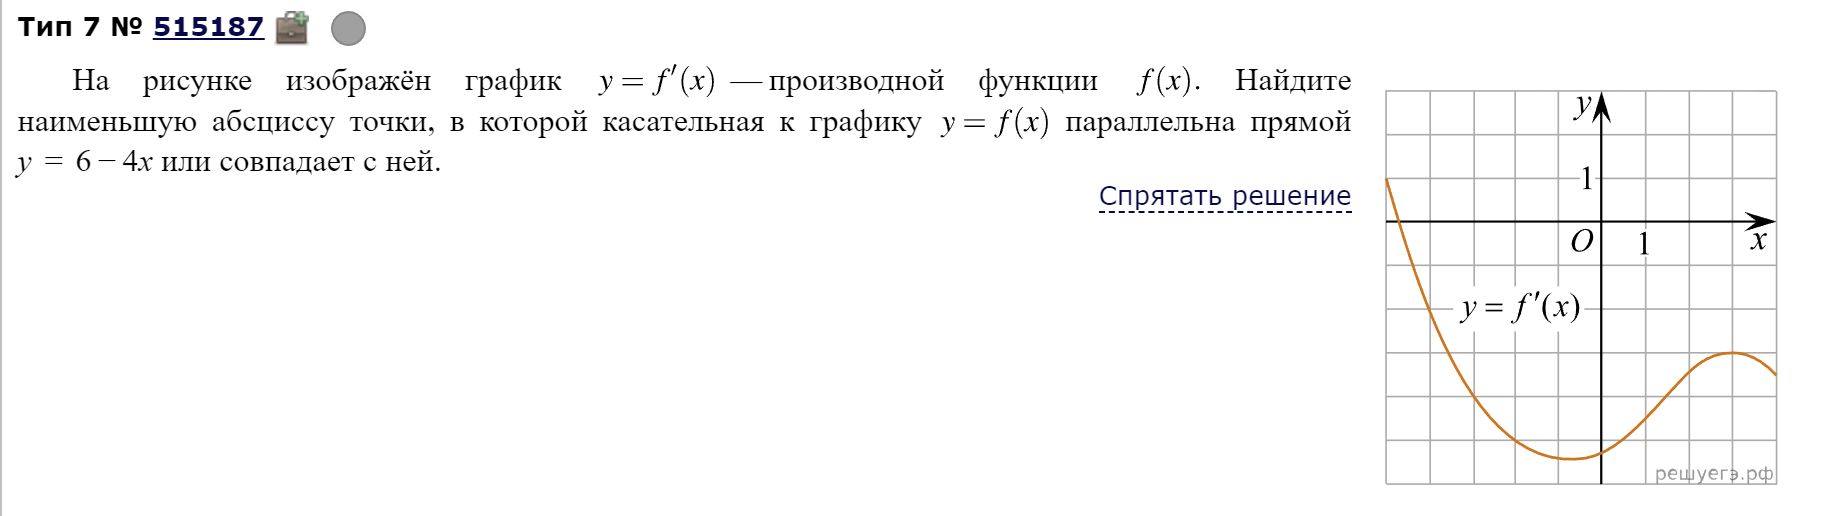 Тип 7 № 515187
На рисунке изображён график y = f′(x) — производной функции f(x). Найдите
наименьшую абсциссу точки, в которой касательная к графику y = f(x) параллельна прямой
y = 6 − 4x или совпадает с ней.
Спрятать решение
y
1
O
1
x
y = f′(x)
решуегэ.рф